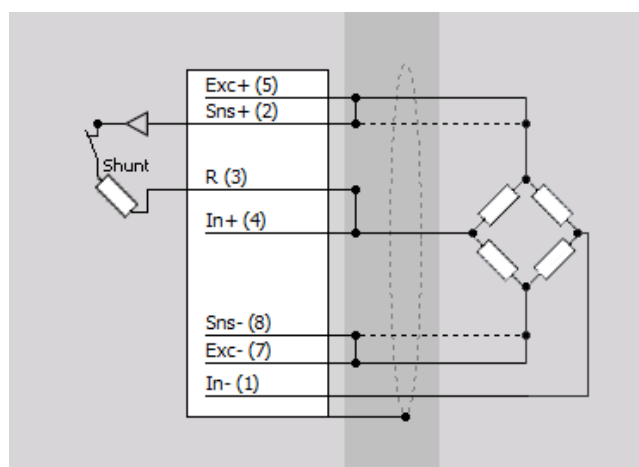 Exc+ (5)
Sns+ (2)
Shunt
R (3)
In+ (4)
Sns- (8)
Exc- (7)
In- (1)